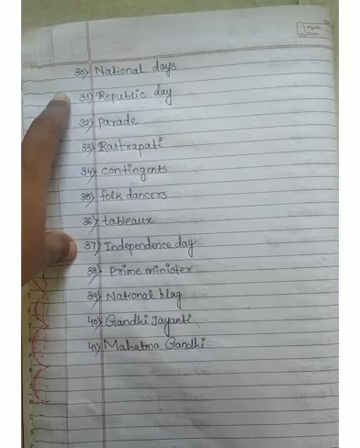 30) National days
31) Republic day
32) Parade
33) Rastrapati
34) contingents
35) folk dancers
36) tableaux
37) Independence day
38) Prime minister
39) National blag
40) Gandhi Jayanti
41) Mahatma Gandhi